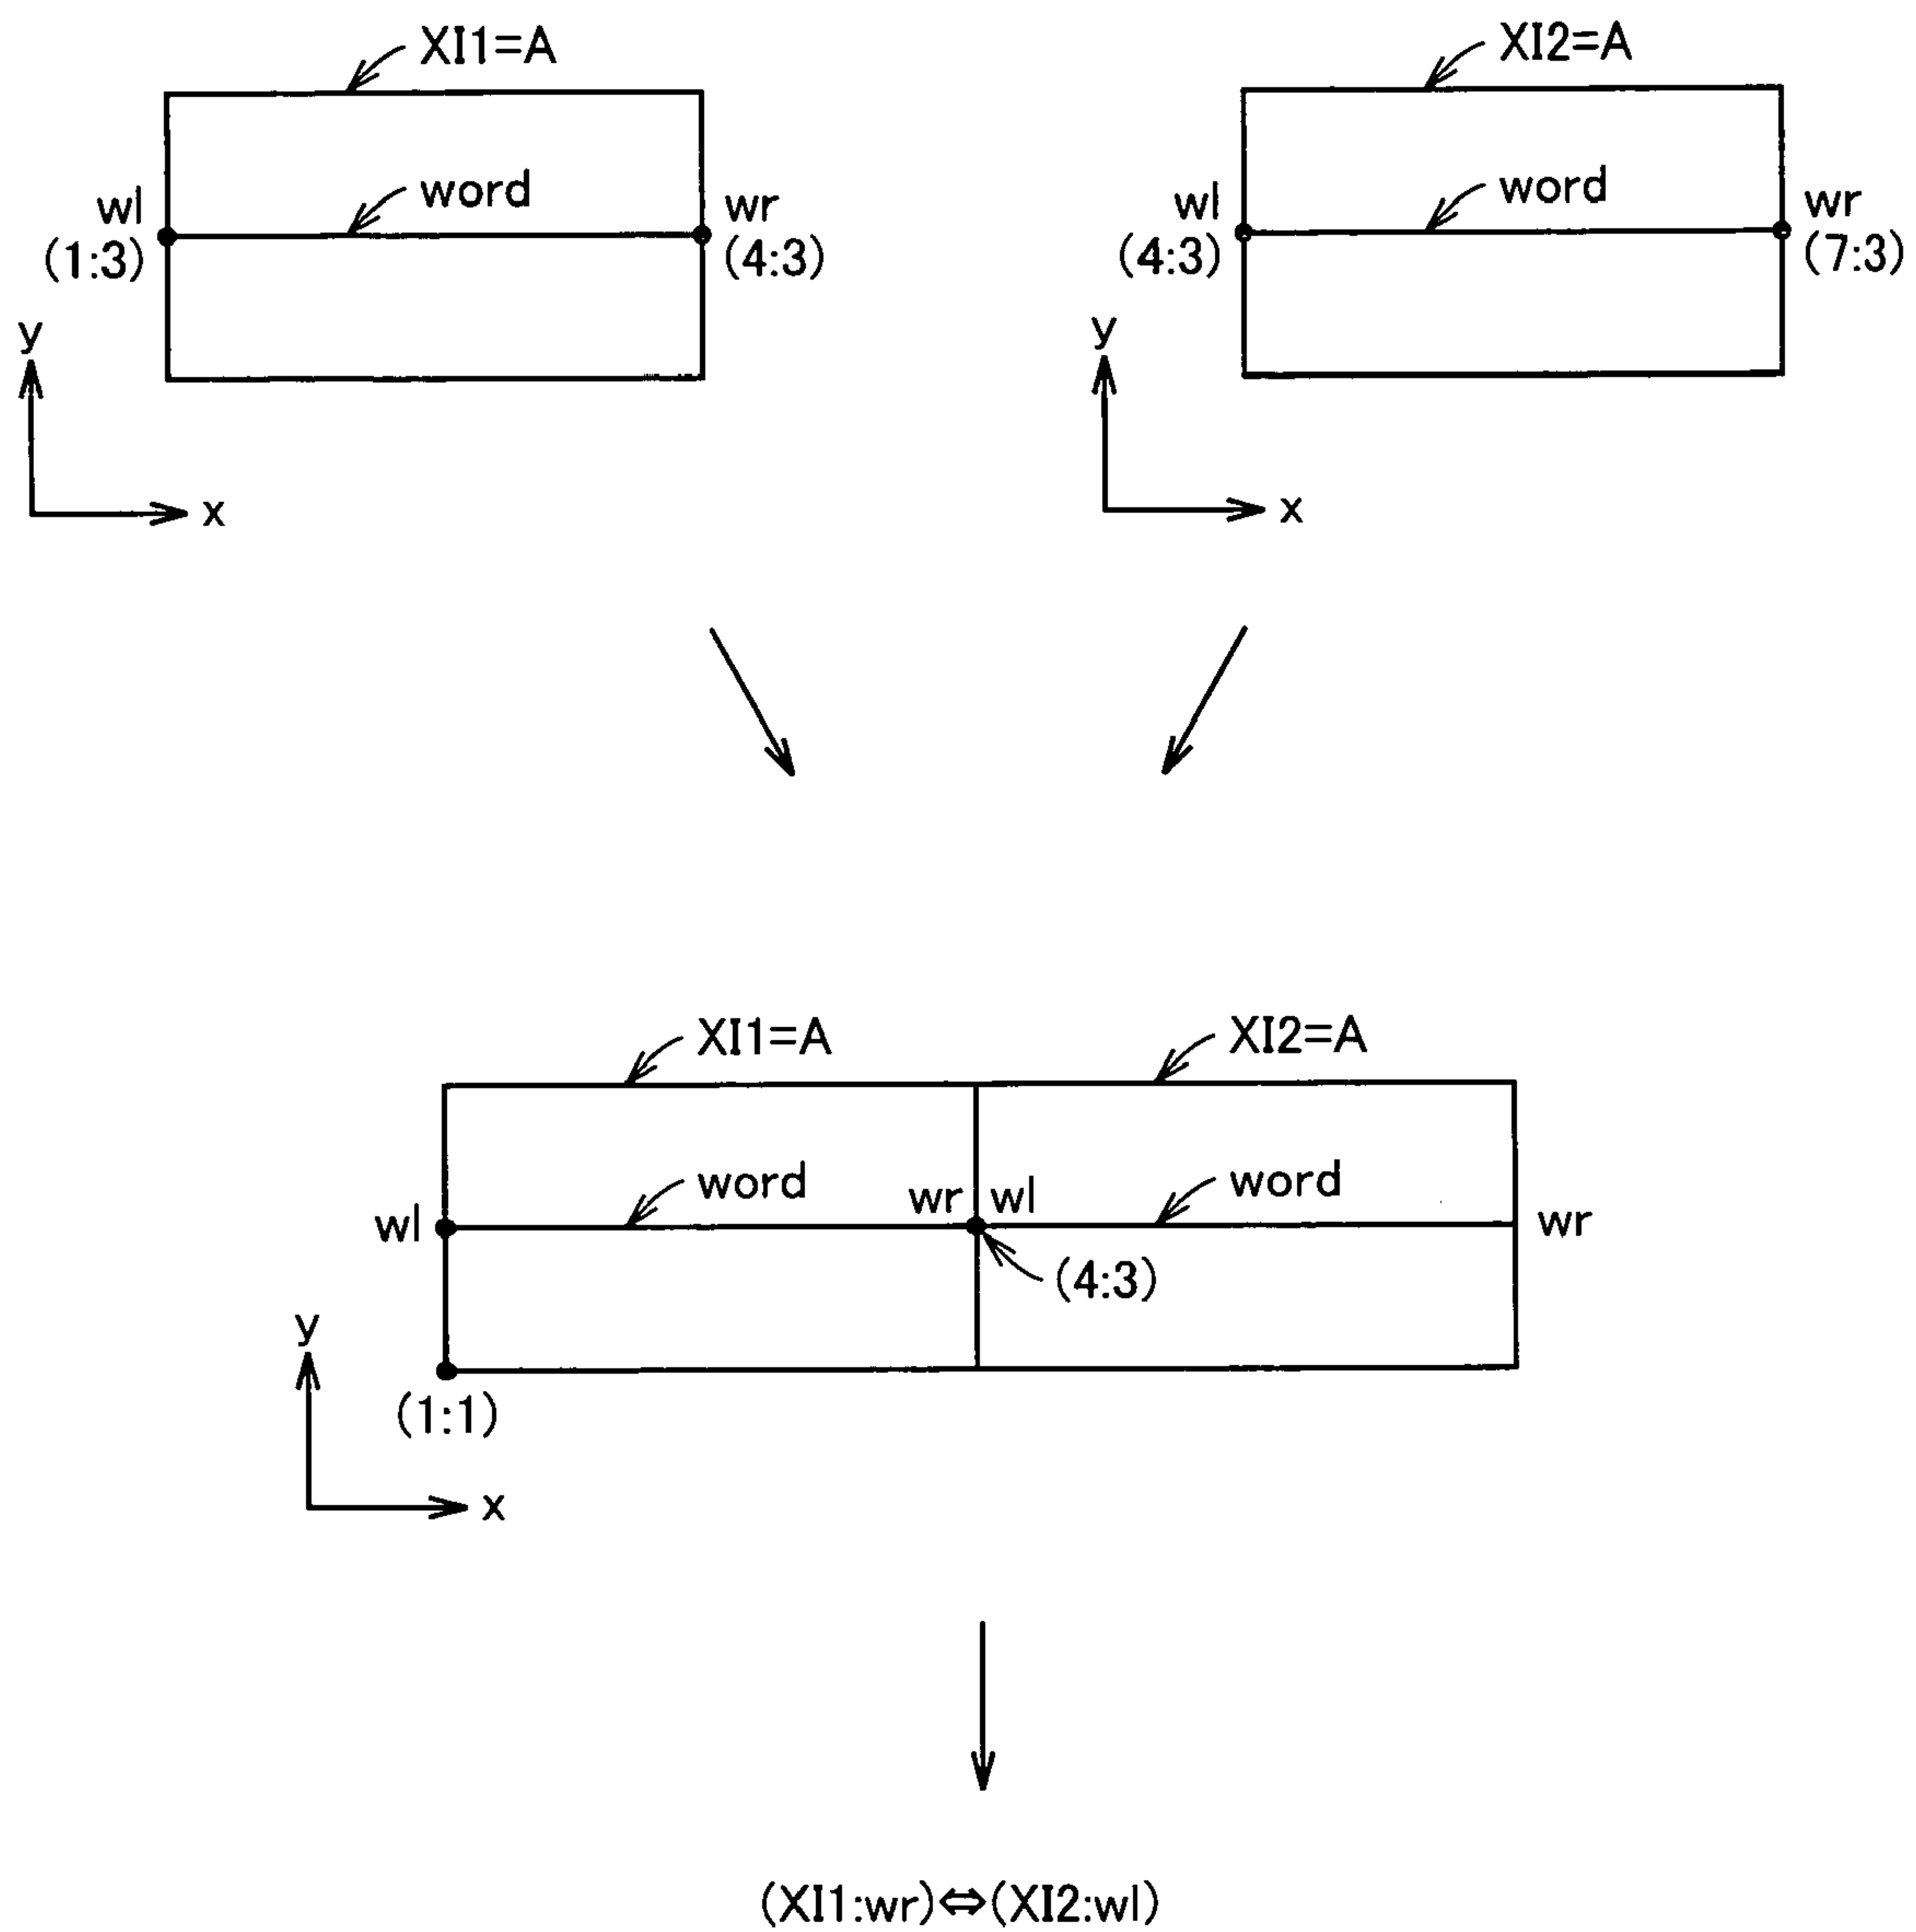 XI1=A
XI2=A
word
word
wl
(1:3)
wr
(4:3)
wl
(4:3)
wr
(7:3)
y
x
y
x
XI1=A
XI2=A
word
wr wl
word
wl
wr
(4:3)
y
(1:1)
x
(XI1:wr)⇔(XI2:wl)